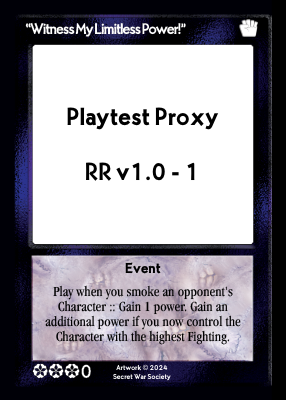 "Witness My Limitless Power!"
Playtest Proxy
RR v1.0 - 1
Event
Play when you smoke an opponent's
Character :: Gain 1 power. Gain an
additional power if you now control the
Character with the highest Fighting.
0
Artwork © 2024
Secret War Society